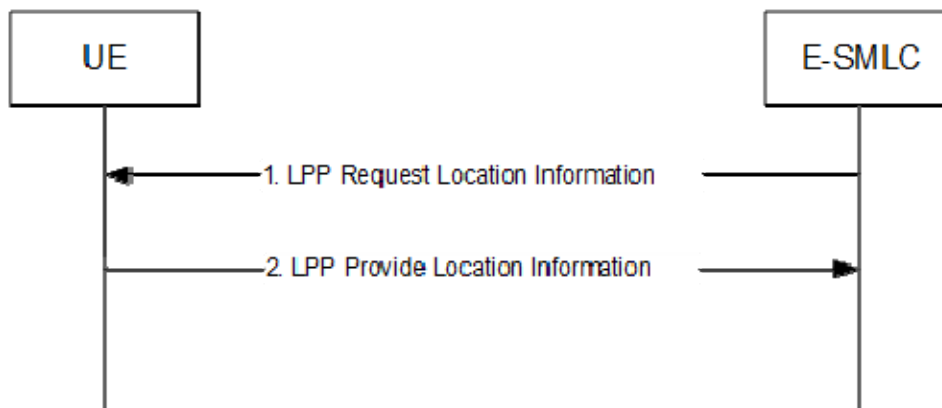 UE
E-SMLC
1. LPP Request Location Information
2. LPP Provide Location Information